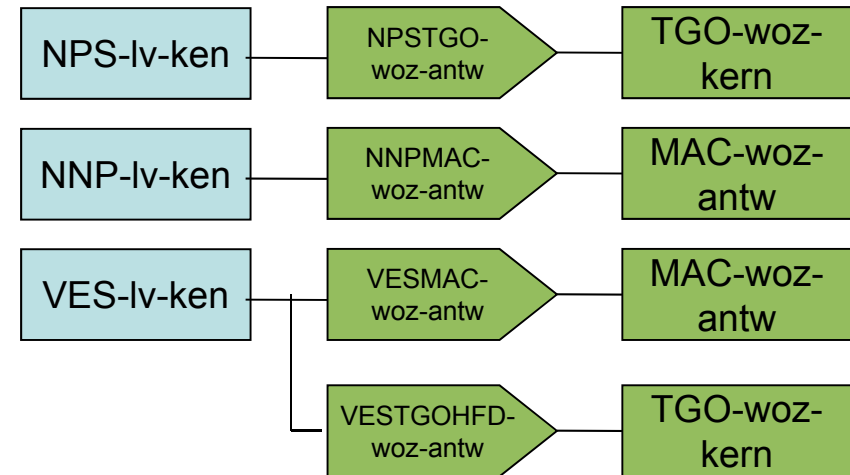 NPS-lv-ken
NPSTGO-
woz-antw
TGO-woz-
kern
NNP-lv-ken
NNPMAC-
woz-antw
MAC-woz-
antw
VES-lv-ken
VESMAC-
woz-antw
MAC-woz-
antw
VESTGOHFD-
woz-antw
TGO-woz-
kern